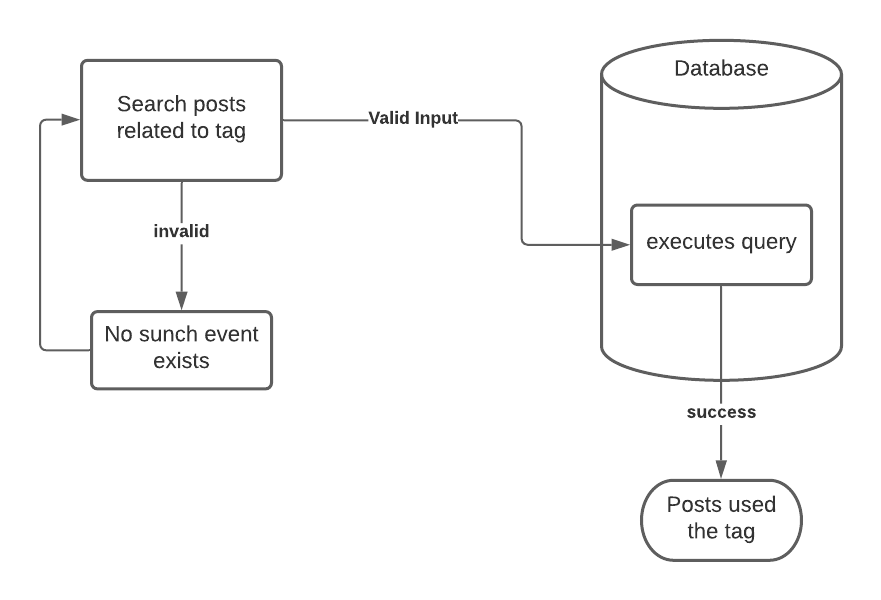 Search posts
related to tag
Valid Input
Database
invalid
executes query
No sunch event
exists
success
Posts used
the tag